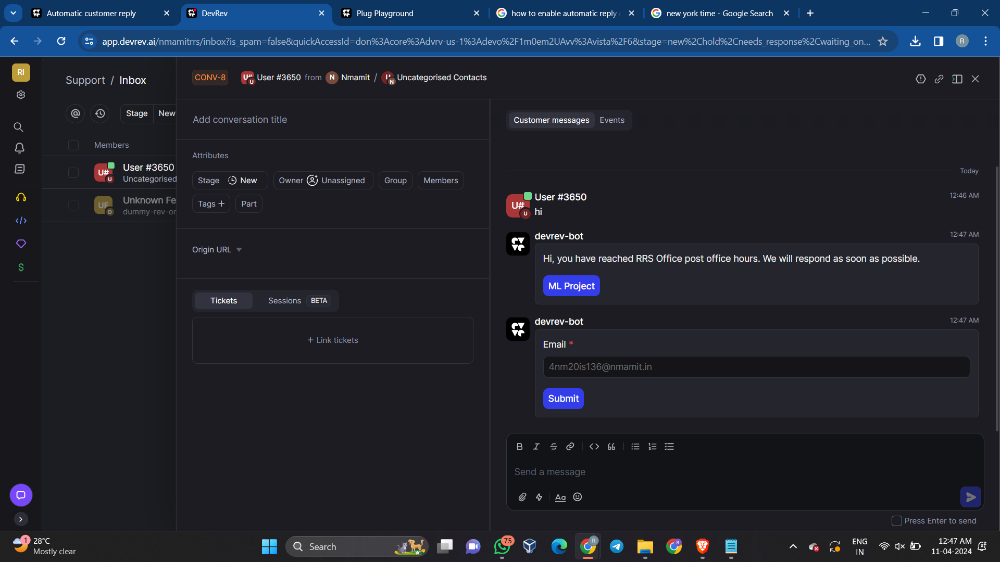 Automatic customer reply
DevRev
Plug Playground
how to enable automatic reply
new york time - Google Search
app.devrev.ai/nmamitrrs/inbox?is_spam=false&quickAccessId=don%3Acore%3Advrv-us-1%3Adevo%2F1m0em2UAvv%3Avista%2F6&stage=new%2Chold%2Cneeds_response%2Cwaiting_on...
R
RI
Support / Inbox
CONV-8
U# U User #3650 from N Nmamit / U N Uncategorised Contacts
Stage New
Members
U# U User #3650
Uncategorised
UF D Unknown Fe
dummy-rev-or
Add conversation title
Attributes
Stage New Owner Unassigned Group Members
Tags + Part
Origin URL
Tickets Sessions BETA
+ Link tickets
Customer messages Events
Today
U# U User #3650 12:46 AM
hi
devrev-bot 12:47 AM
Hi, you have reached RRS Office post office hours. We will respond as soon as possible.
ML Project
devrev-bot 12:47 AM
Email *
4nm20is136@nmamit.in
Submit
B I S
Send a message
Aa
Press Enter to send
1
28°C
Mostly clear
Search
75
R
R
ENG
IN
12:47 AM
11-04-2024